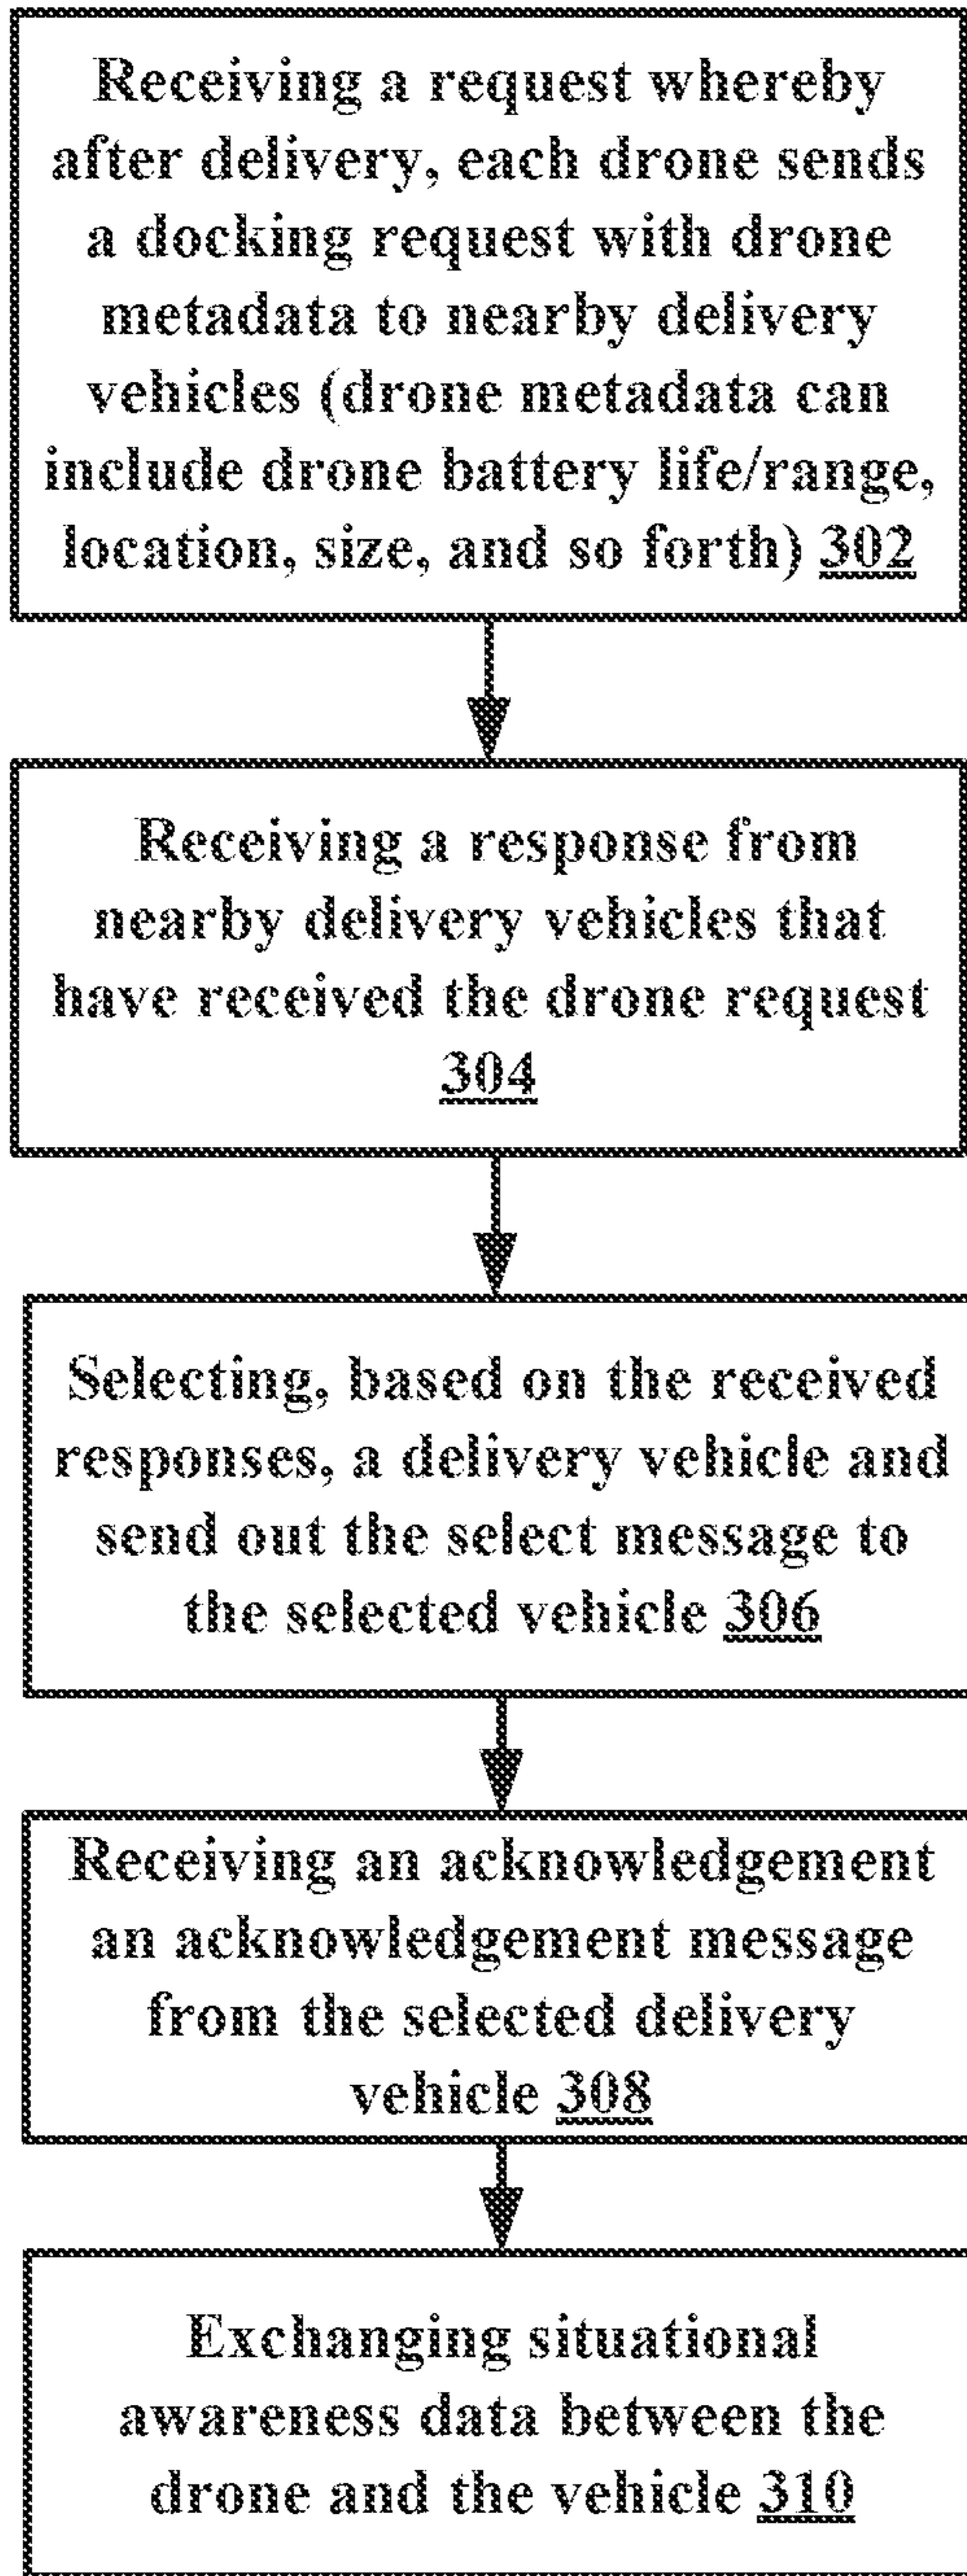 Receiving a request whereby
after delivery, each drone sends
a docking request with drone
metadata to nearby delivery
vehicles (drone metadata can
include drone battery life/range,
location, size, and so forth) 302
Receiving a response from
nearby delivery vehicles that
have received the drone request
304
Selecting, based on the received
responses, a delivery vehicle and
send out the select message to
the selected vehicle 306
Receiving an acknowledgement
an acknowledgement message
from the selected delivery
vehicle 308
Exchanging situational
awareness data between the
drone and the vehicle 310